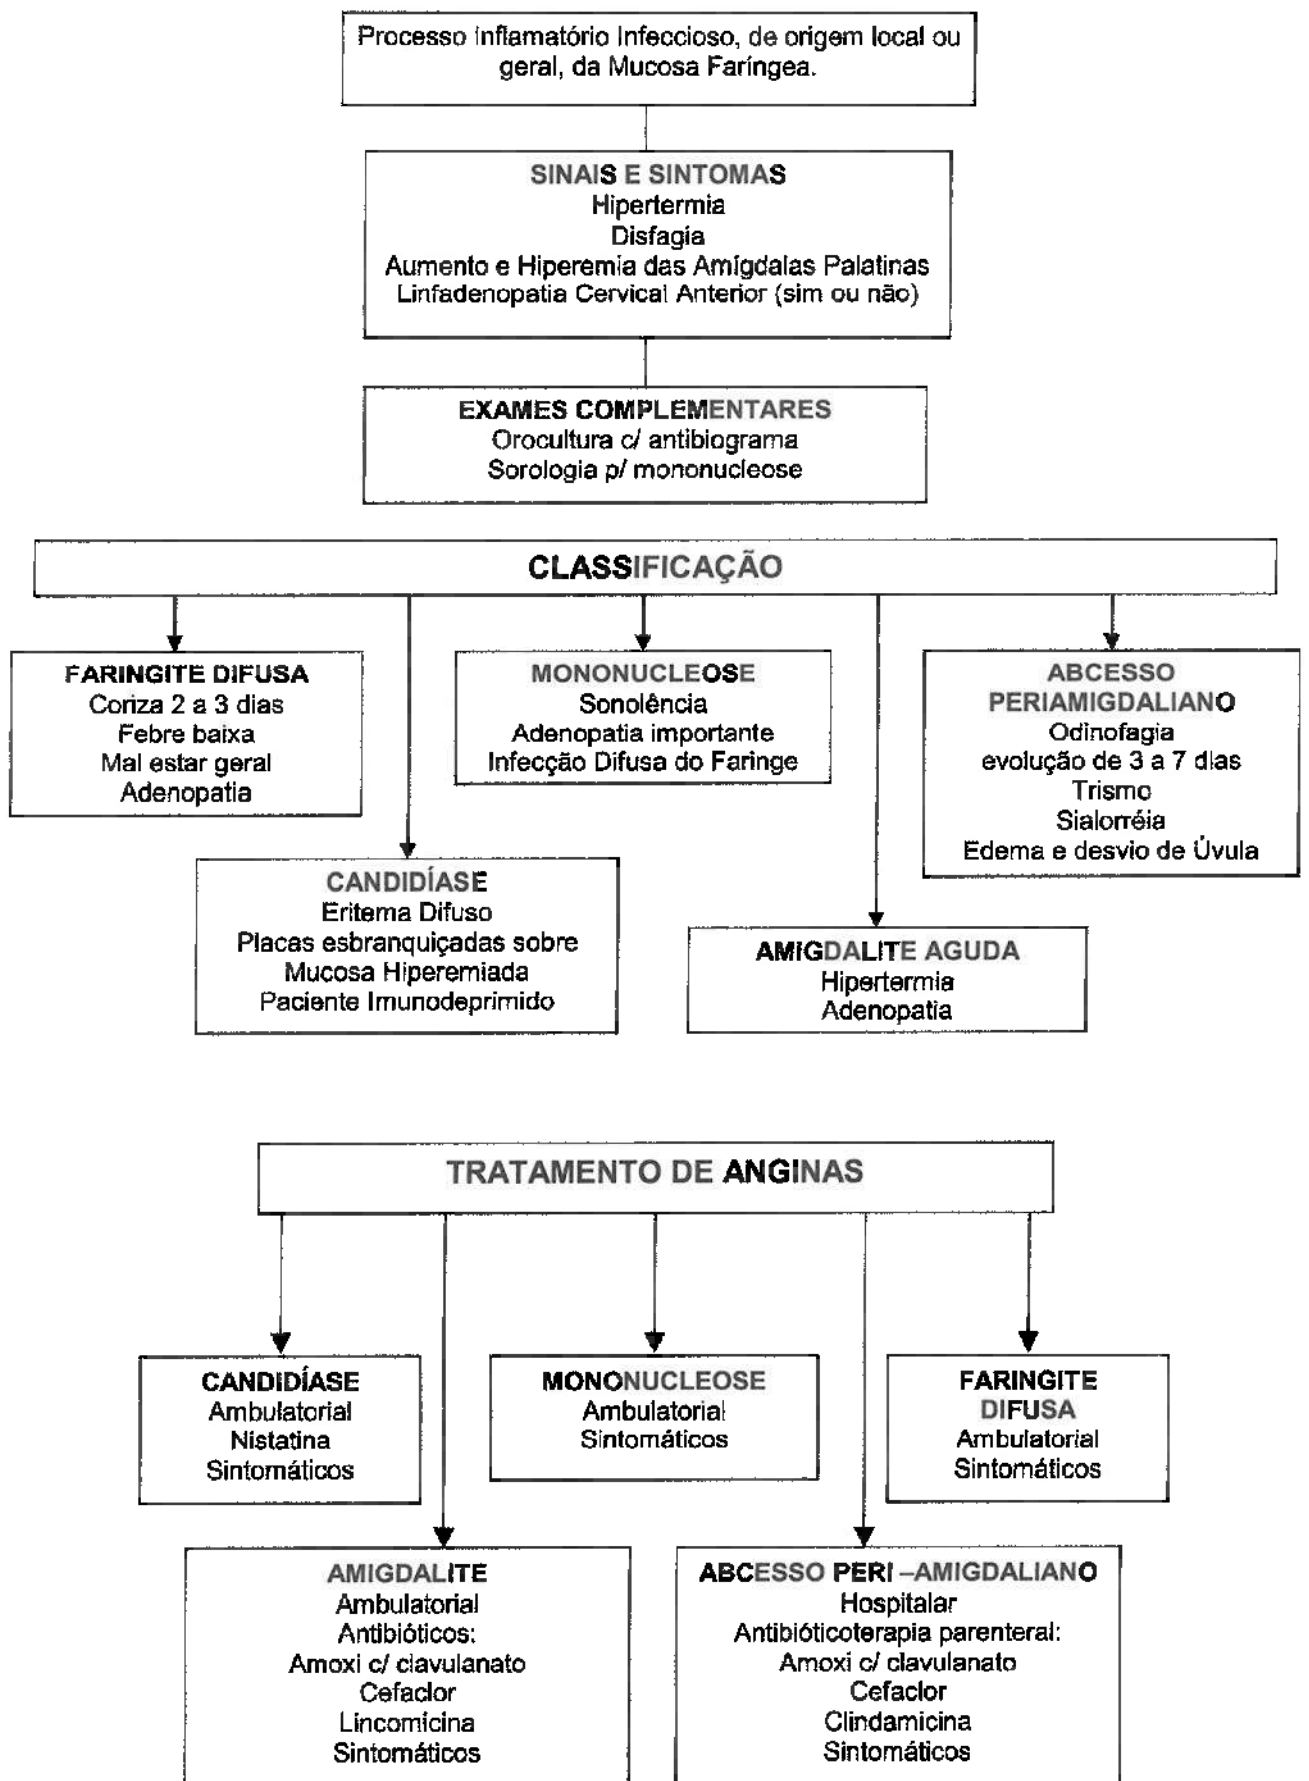 Processo inflamatório Infeccioso, de origem local ou
geral, da Mucosa Faríngea.
SINAIS E SINTOMAS
Hipertermia
Disfagia
Aumento e Hiperemia das Amígdalas Palatinas
Linfadenopatia Cervical Anterior (sim ou não)
EXAMES COMPLEMENTARES
Orocultura c/ antibiograma
Sorologia p/ mononucleose
CLASSIFICAÇÃO
FARINGITE DIFUSA
Coriza 2 a 3 dias
Febre baixa
Mal estar geral
Adenopatia
MONONUCLEOSE
Sonolência
Adenopatia importante
Infecção Difusa do Faringe
ABCESSO
PERIAMIGDALIANO
Odinofagia
evolução de 3 a 7 dias
Trismo
Sialorréia
Edema e desvio de Úvula
CANDIDÍASE
Eritema Difuso
Placas esbranquiçadas sobre
Mucosa Hiperemiada
Paciente Imunodeprimido
AMIGDALITE AGUDA
Hipertermia
Adenopatia
TRATAMENTO DE ANGINAS
CANDIDÍASE
Ambulatorial
Nistatina
Sintomáticos
MONONUCLEOSE
Ambulatorial
Sintomáticos
FARINGITE
DIFUSA
Ambulatorial
Sintomáticos
AMIGDALITE
Ambulatorial
Antibióticos:
Amoxi c/ clavulanato
Cefaclor
Lincomicina
Sintomáticos
ABCESSO PERI –AMIGDALIANO
Hospitalar
Antibióticoterapia parenteral:
Amoxi c/ clavulanato
Cefaclor
Clindamicina
Sintomáticos